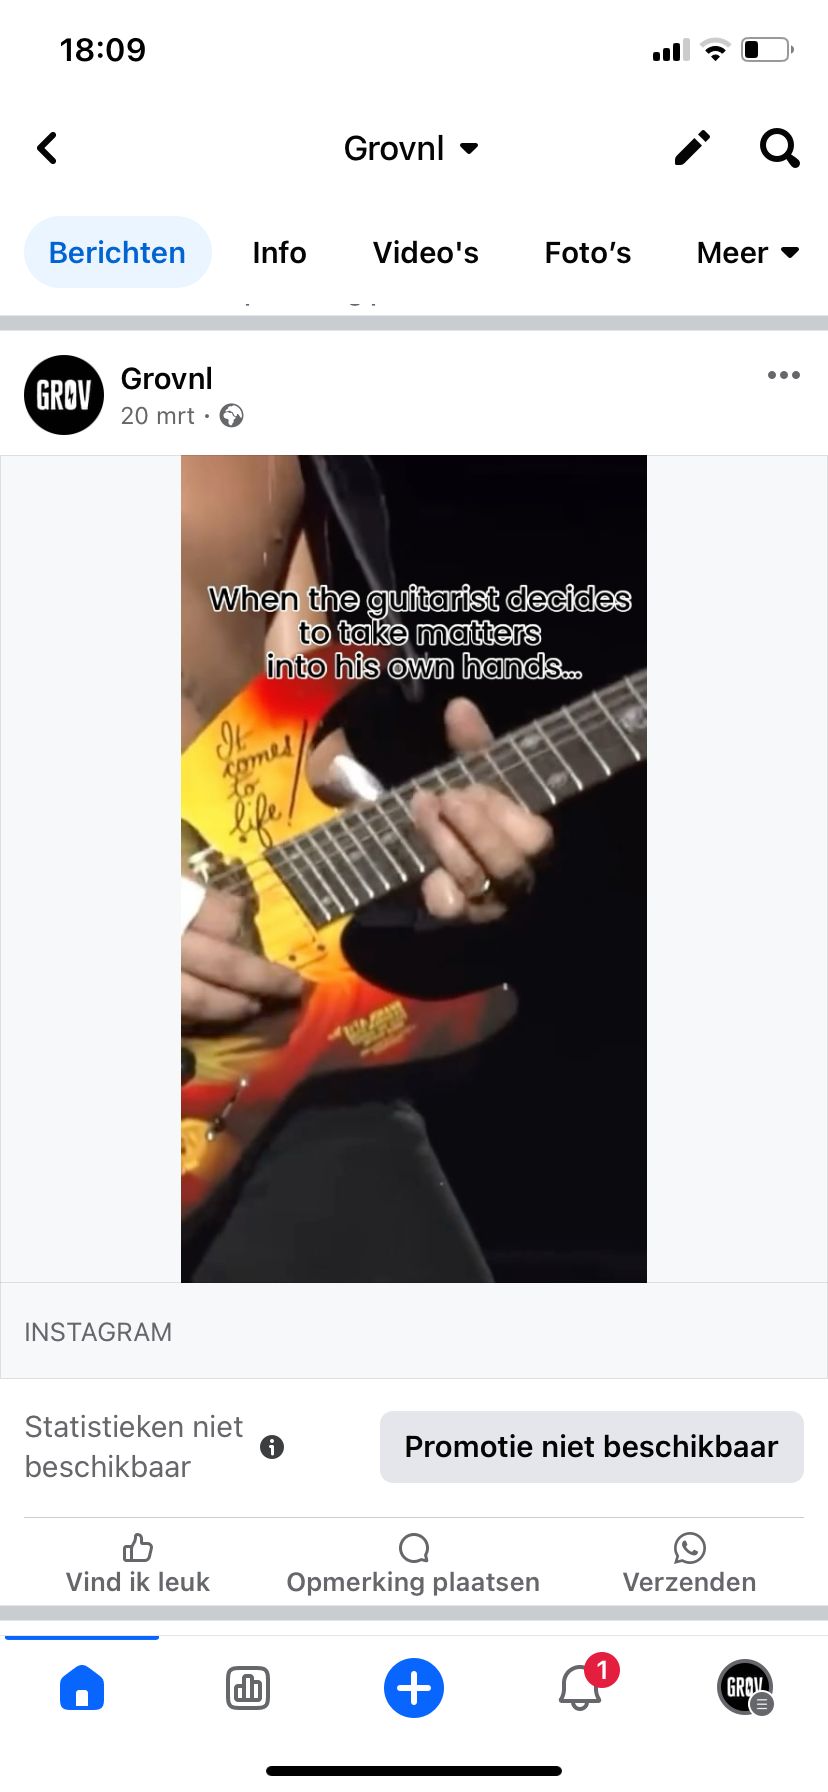 18:09
Grovnl
Berichten Info Video's Foto's Meer
GROV Grovnl
20 mrt ·
When the guitarist decides
to take matters
into his own hands...
It
comes
to
life!
INSTAGRAM
Statistieken niet
beschikbaar
Promotie niet beschikbaar
Vind ik leuk Opmerking plaatsen Verzenden
1
GROV